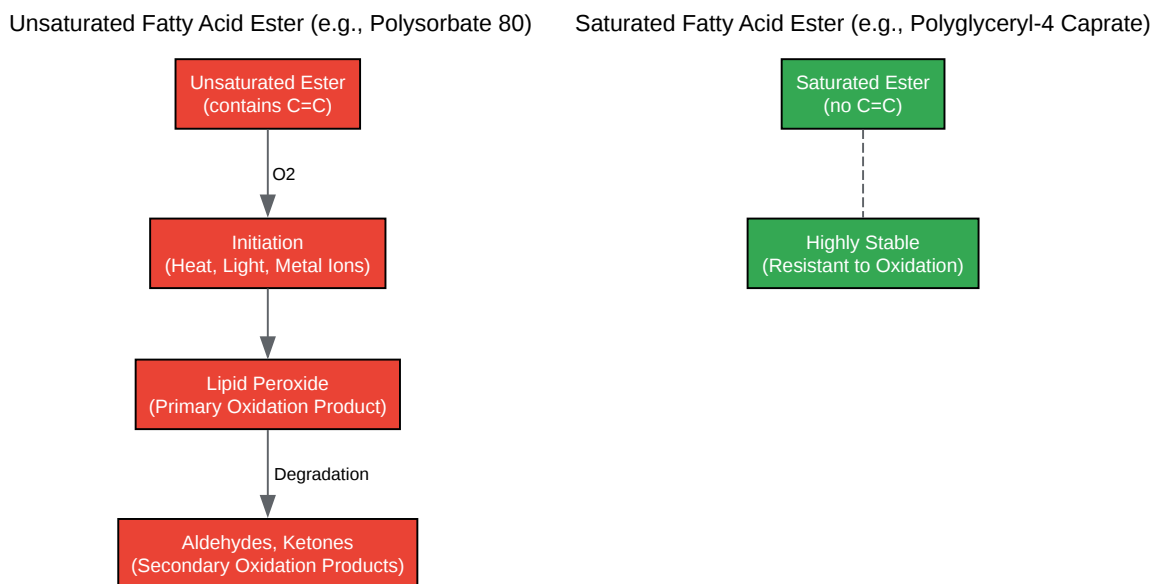 Unsaturated Fatty Acid Ester (e.g., Polysorbate 80)
Unsaturated Ester
(contains C=C)
O2
Initiation
(Heat, Light, Metal Ions)
Lipid Peroxide
(Primary Oxidation Product)
Degradation
Aldehydes, Ketones
(Secondary Oxidation Products)
Saturated Fatty Acid Ester (e.g., Polyglyceryl-4 Caprate)
Saturated Ester
(no C=C)
Highly Stable
(Resistant to Oxidation)